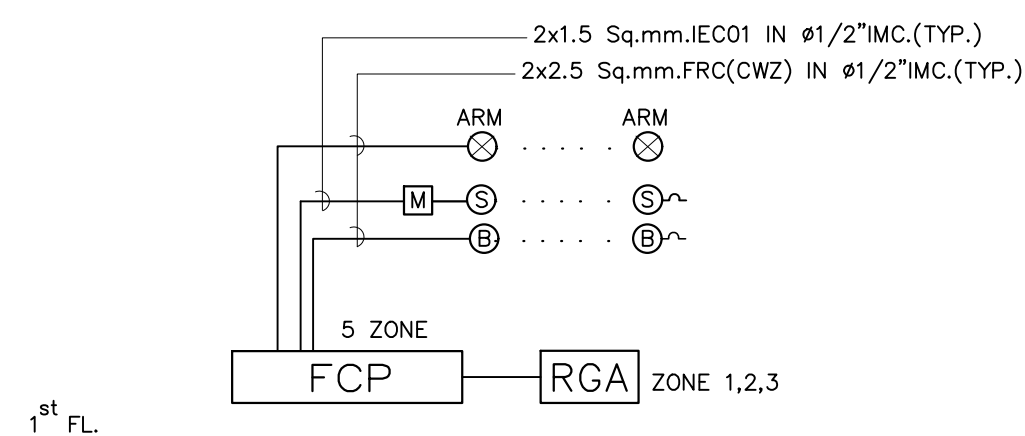 2x1.5 Sq.mm.IEC01 IN ø1/2"IMC.(TYP.)
2x2.5 Sq.mm.FRC(CWZ) IN ø1/2"IMC.(TYP.)
ARM ARM
M S S
B B
5 ZONE
FCP RGA ZONE 1,2,3
1st FL.